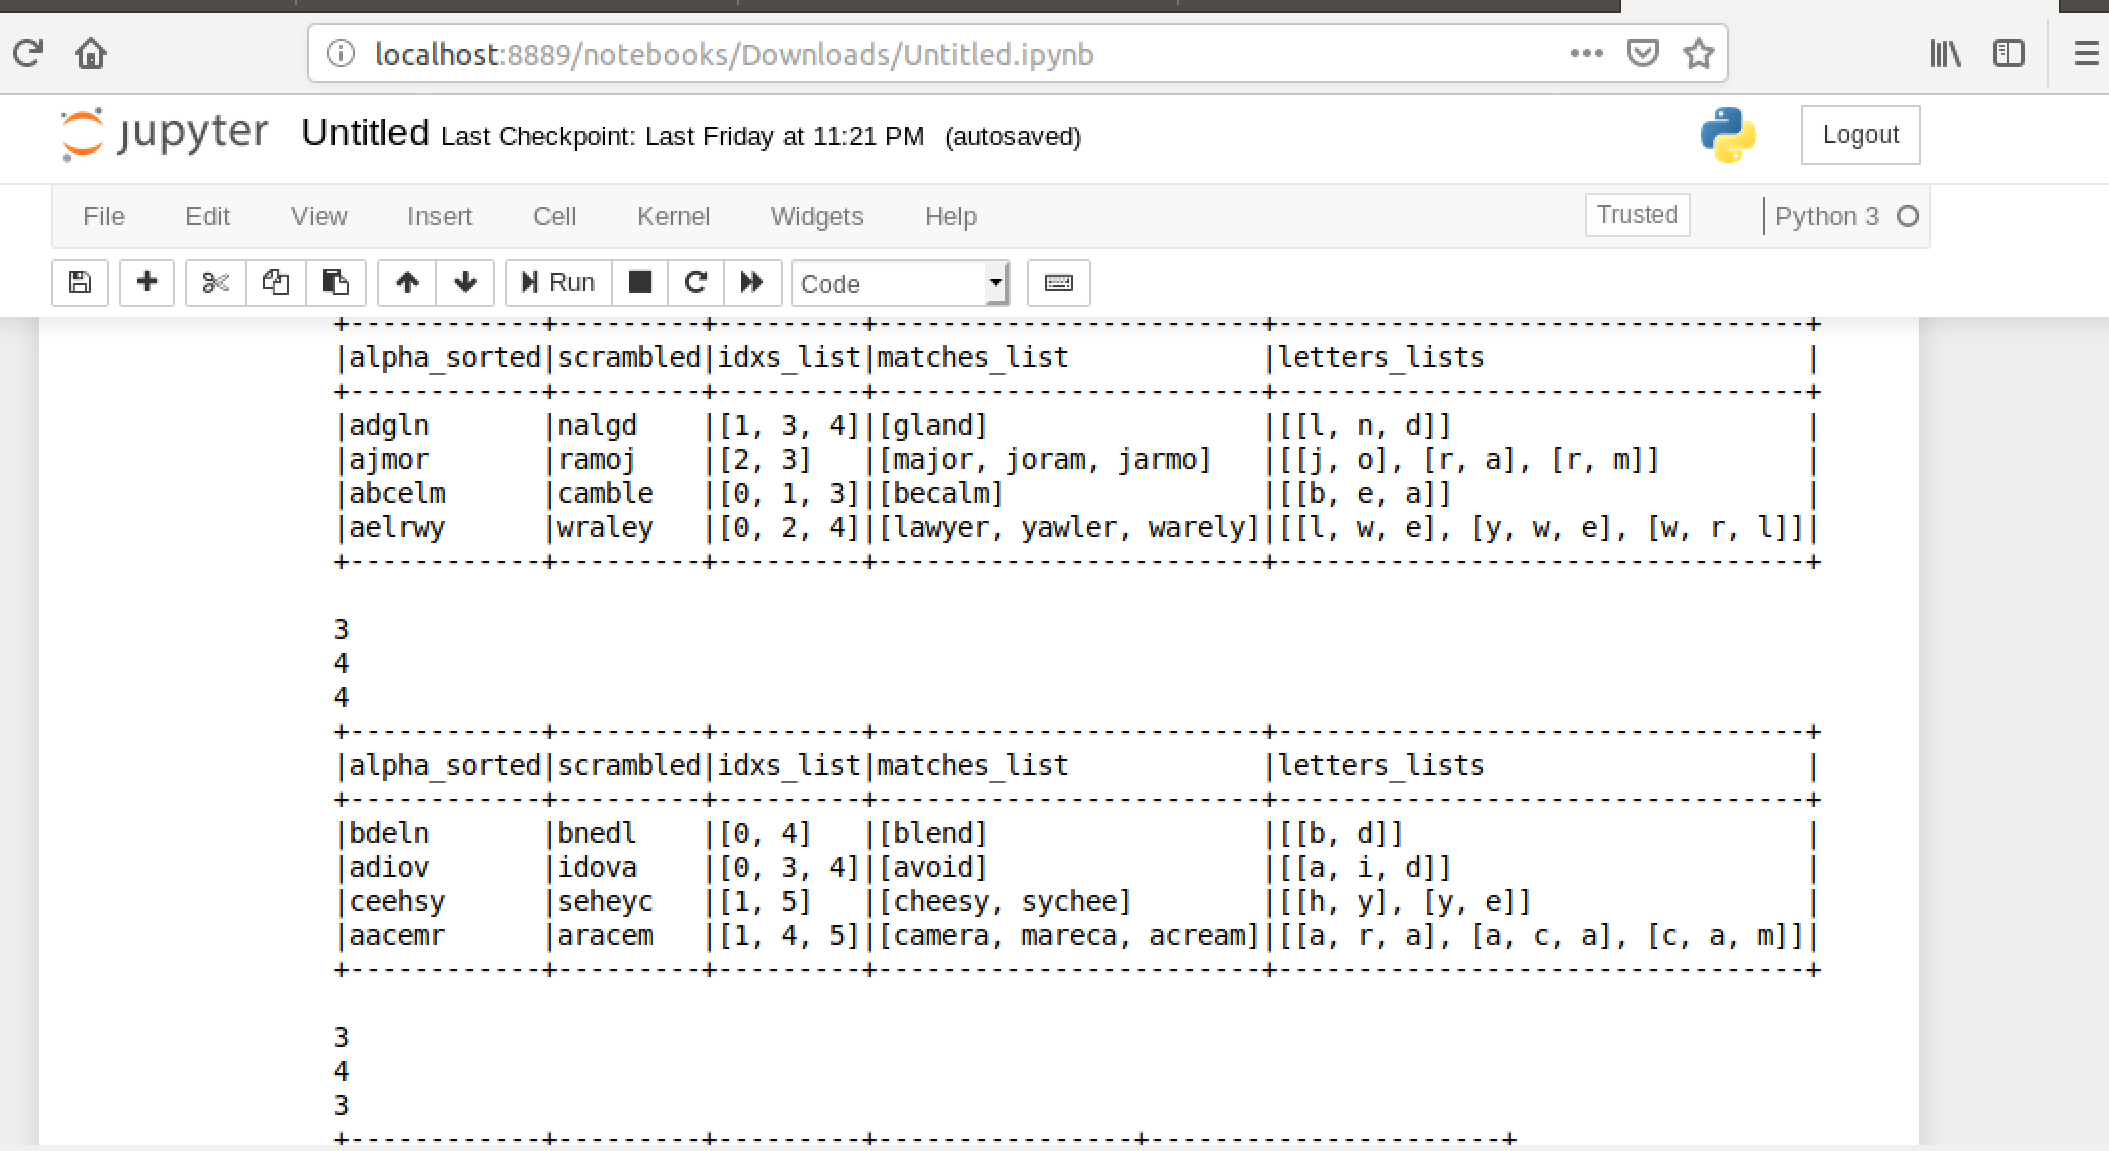 localhost:8889/notebooks/Downloads/Untitled.ipynb
jupyter Untitled Last Checkpoint: Last Friday at 11:21 PM (autosaved) Logout
File Edit View Insert Cell Kernel Widgets Help Trusted Python 3
Run Code
+------------+---------+---------+------------------------+---------------------------------+
|alpha_sorted|scrambled|idxs_list|matches_list            |letters_lists                    |
+------------+---------+---------+------------------------+---------------------------------+
|adgln       |nalgd    |[1, 3, 4]|[gland]                 |[[l, n, d]]                      |
|ajmor       |ramoj    |[2, 3]   |[major, joram, jarmo]   |[[j, o], [r, a], [r, m]]         |
|abcelm      |camble   |[0, 1, 3]|[becalm]                |[[b, e, a]]                      |
|aelrwy      |wraley   |[0, 2, 4]|[lawyer, yawler, warely]|[[l, w, e], [y, w, e], [w, r, l]]|
+------------+---------+---------+------------------------+---------------------------------+
3
4
4
+------------+---------+---------+------------------------+---------------------------------+
|alpha_sorted|scrambled|idxs_list|matches_list            |letters_lists                    |
+------------+---------+---------+------------------------+---------------------------------+
|bdeln       |bnedl    |[0, 4]   |[blend]                 |[[b, d]]                         |
|adiov       |idova    |[0, 3, 4]|[avoid]                 |[[a, i, d]]                      |
|ceehsy      |seheyc   |[1, 5]   |[cheesy, sychee]        |[[h, y], [y, e]]                 |
|aacemr      |aracem   |[1, 4, 5]|[camera, mareca, acream]|[[a, r, a], [a, c, a], [c, a, m]]|
+------------+---------+---------+------------------------+---------------------------------+
3
4
3
+------------+---------+---------+----------------+----------------------+